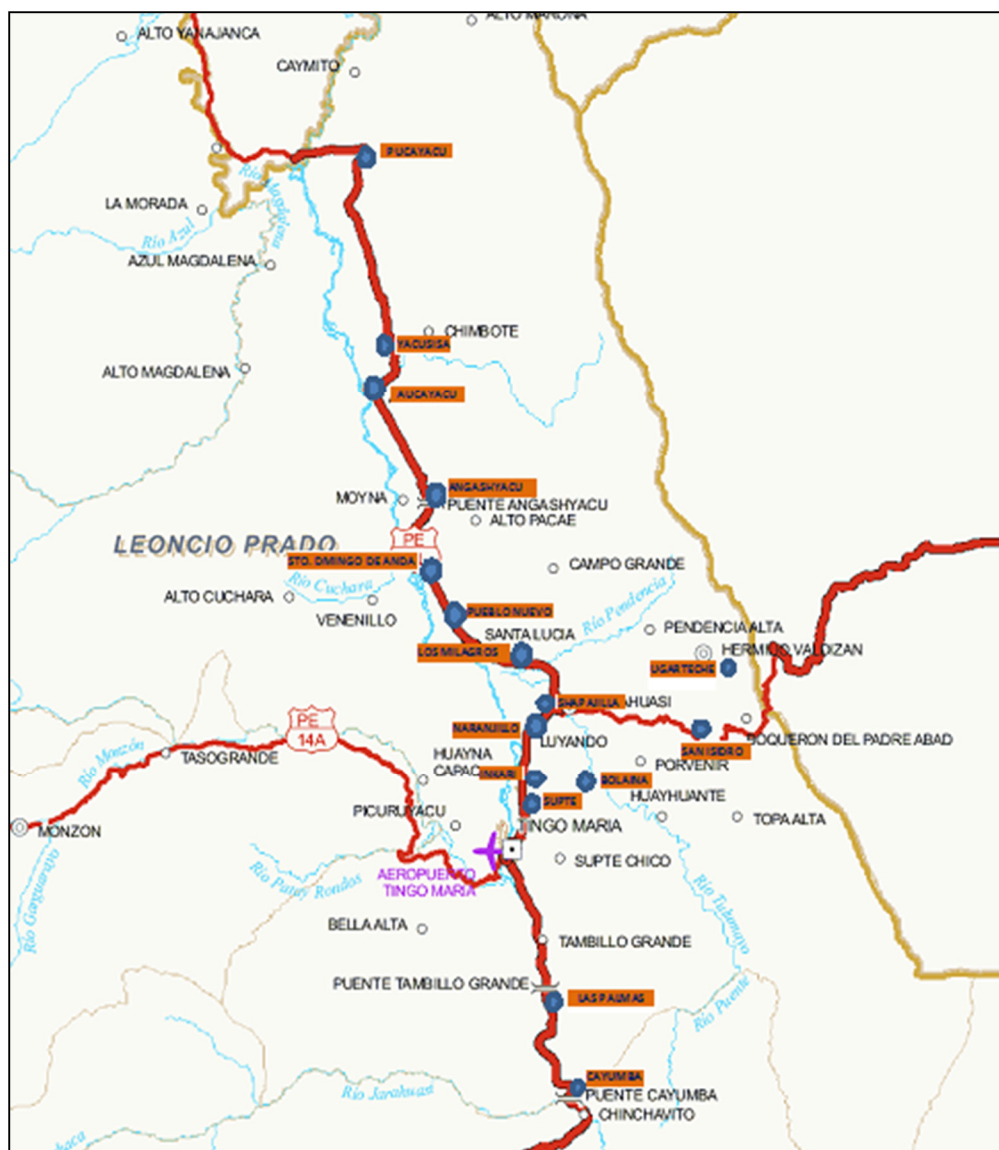 ALTO MARONA
ALTO YANAJANCA
CAYMITO
PUCAYACU
Río Magdalena
LA MORADA
Río Azul
AZUL MAGDALENA
CHIMBOTE
YACUSISA
ALTO MAGDALENA
AUCAYACU
ANGASHYACU
MOYNA
PUENTE ANGASHYACU
ALTO PACAE
PE
LEONCIO PRADO
STO. DMINGO DE ANDA
CAMPO GRANDE
Río Cuchara
ALTO CUCHARA
VENENILLO
PUEBLO NUEVO
Río Pendencia
SANTA LUCIA
PENDENCIA ALTA
LOS MILAGROS
HERMILIO VALDIZAN
UGARTECHE
SHAPAJILLA
AHUASI
PE
14A
NARANJILLO
LUYANDO
SAN ISIDRO
BOQUERON DEL PADRE ABAD
Río Monzón
TASOGRANDE
HUAYNA
CAPAC
PORVENIR
INKARI
BOLAINA
SUPTE
HUAYHUANTE
PICURUYACU
TINGO MARIA
TOPA ALTA
MONZON
SUPTE CHICO
AEROPUERTO
TINGO MARIA
Río Patay Rondos
Río Tulumayo
BELLA ALTA
TAMBILLO GRANDE
PUENTE TAMBILLO GRANDE
LAS PALMAS
Río Puente
CAYUMBA
PUENTE CAYUMBA
Río Jarahuasi
CHINCHAVITO